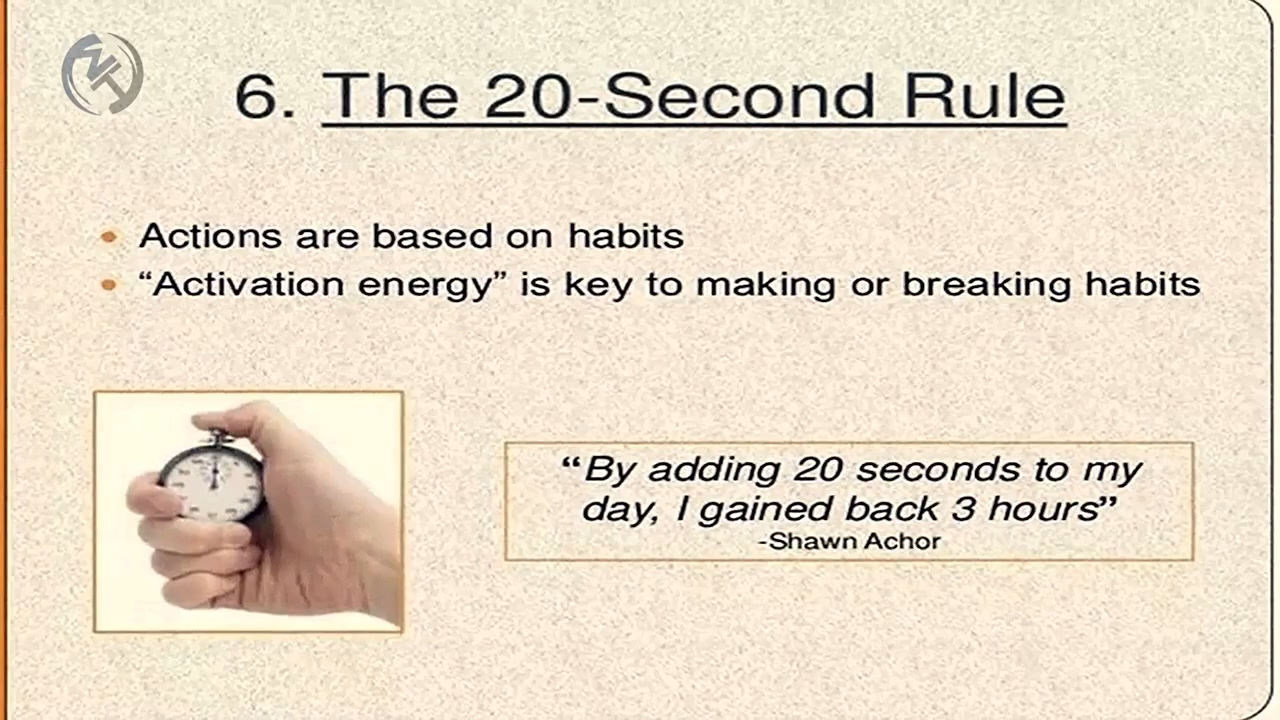 6. The 20-Second Rule
• Actions are based on habits
• “Activation energy” is key to making or breaking habits
“By adding 20 seconds to my
day, I gained back 3 hours”
-Shawn Achor